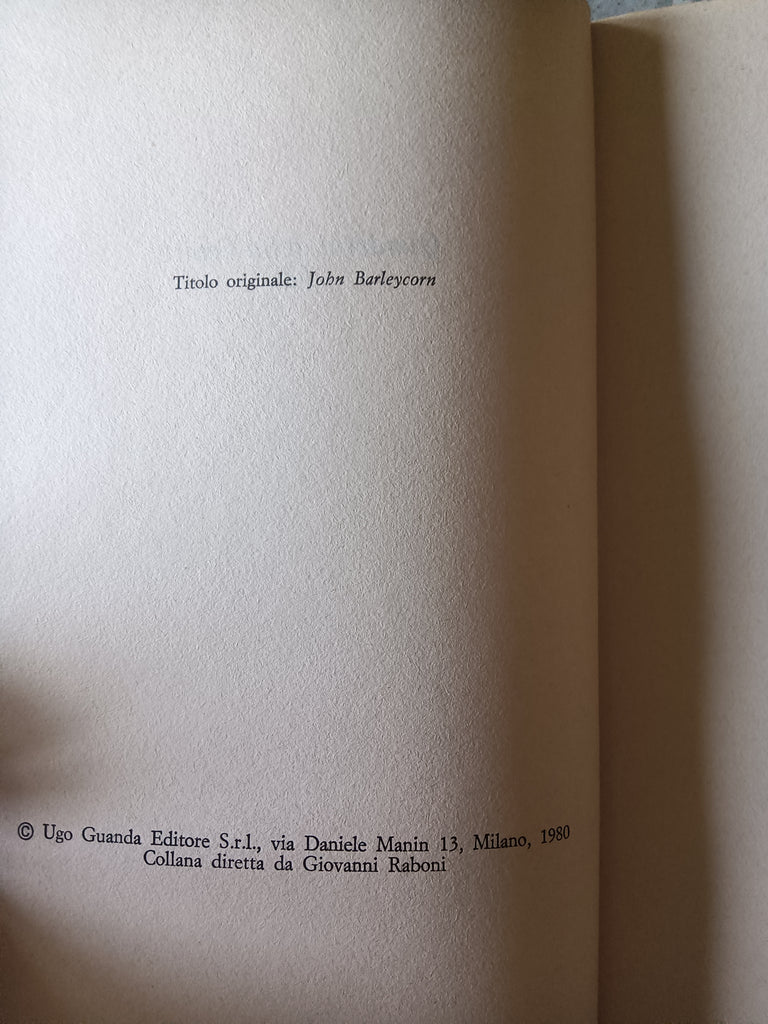 Titolo originale: John Barleycorn
© Ugo Guanda Editore S.r.l., via Daniele Manin 13, Milano, 1980
Collana diretta da Giovanni Raboni